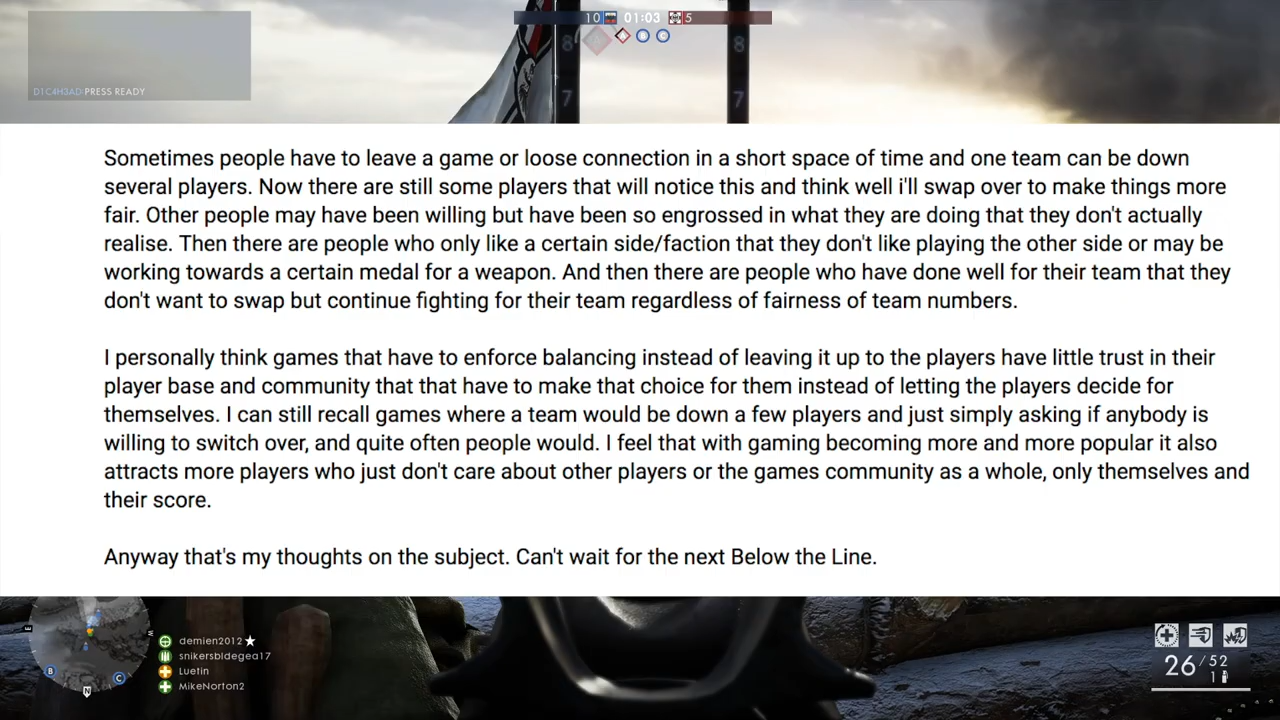 10 01:03 5
8 8
7 7
D1C4H3AD PRESS READY
Sometimes people have to leave a game or loose connection in a short space of time and one team can be down
several players. Now there are still some players that will notice this and think well i'll swap over to make things more
fair. Other people may have been willing but have been so engrossed in what they are doing that they don't actually
realise. Then there are people who only like a certain side/faction that they don't like playing the other side or may be
working towards a certain medal for a weapon. And then there are people who have done well for their team that they
don't want to swap but continue fighting for their team regardless of fairness of team numbers.
I personally think games that have to enforce balancing instead of leaving it up to the players have little trust in their
player base and community that that have to make that choice for them instead of letting the players decide for
themselves. I can still recall games where a team would be down a few players and just simply asking if anybody is
willing to switch over, and quite often people would. I feel that with gaming becoming more and more popular it also
attracts more players who just don't care about other players or the games community as a whole, only themselves and
their score.
Anyway that's my thoughts on the subject. Can't wait for the next Below the Line.
E W
B C
N
demien2012
snikersbldegea17
Luetin
MikeNorton2
26/52
1